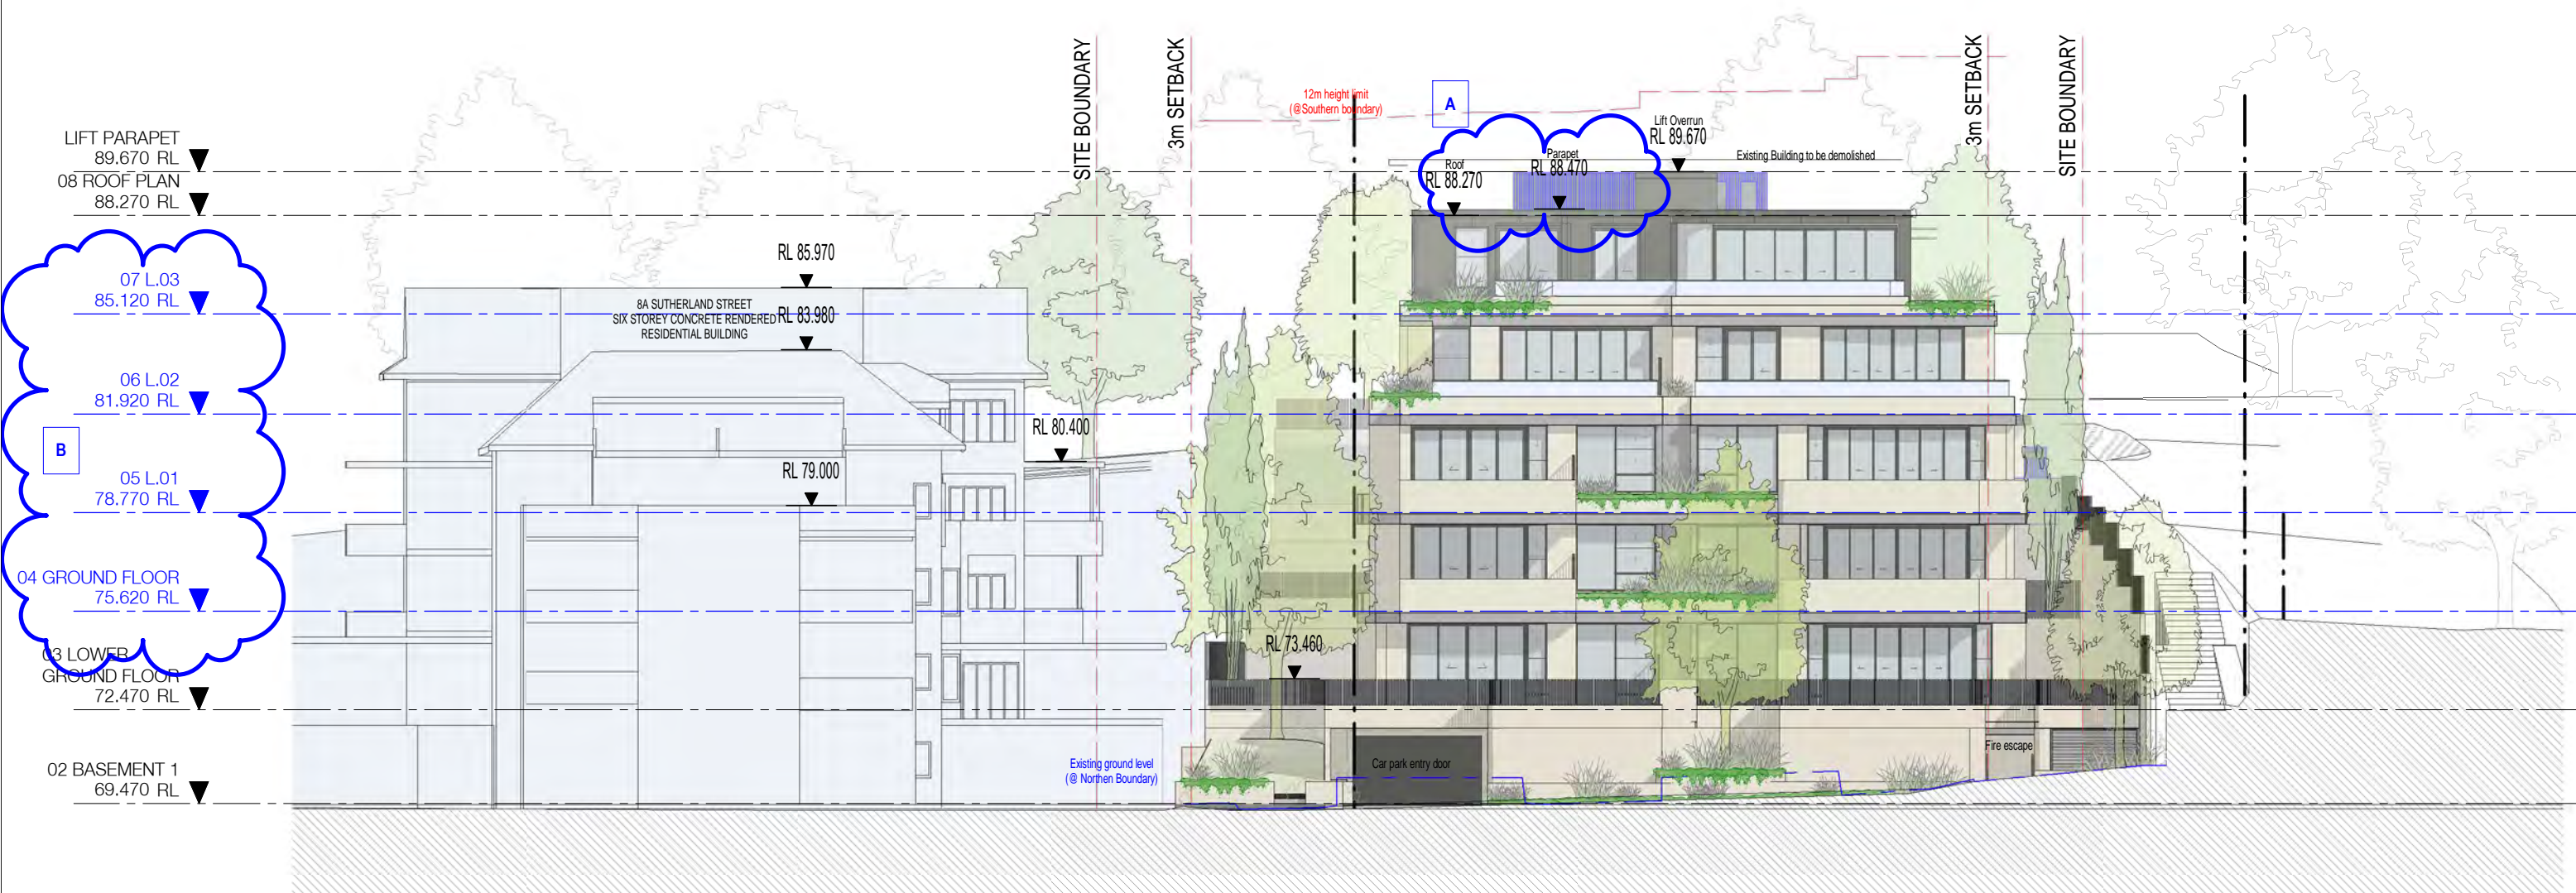 LIFT PARAPET
89.670 RL
08 ROOF PLAN
88.270 RL
07 L.03
85.120 RL
06 L.02
81.920 RL
B
05 L.01
78.770 RL
04 GROUND FLOOR
75.620 RL
03 LOWER
GROUND FLOOR
72.470 RL
02 BASEMENT 1
69.470 RL
RL 85.970
8A SUTHERLAND STREET
SIX STOREY CONCRETE RENDERED
RESIDENTIAL BUILDING
RL 83.980
RL 79.000
RL 80.400
SITE BOUNDARY
3m SETBACK
12m height limit
(@Southern boundary)
A
Roof
RL 88.270
Parapet
RL 88.470
Lift Overrun
RL 89.670
Existing Building to be demolished
3m SETBACK
SITE BOUNDARY
RL 73.460
Existing ground level
(@ Northen Boundary)
Car park entry door
Fire escape